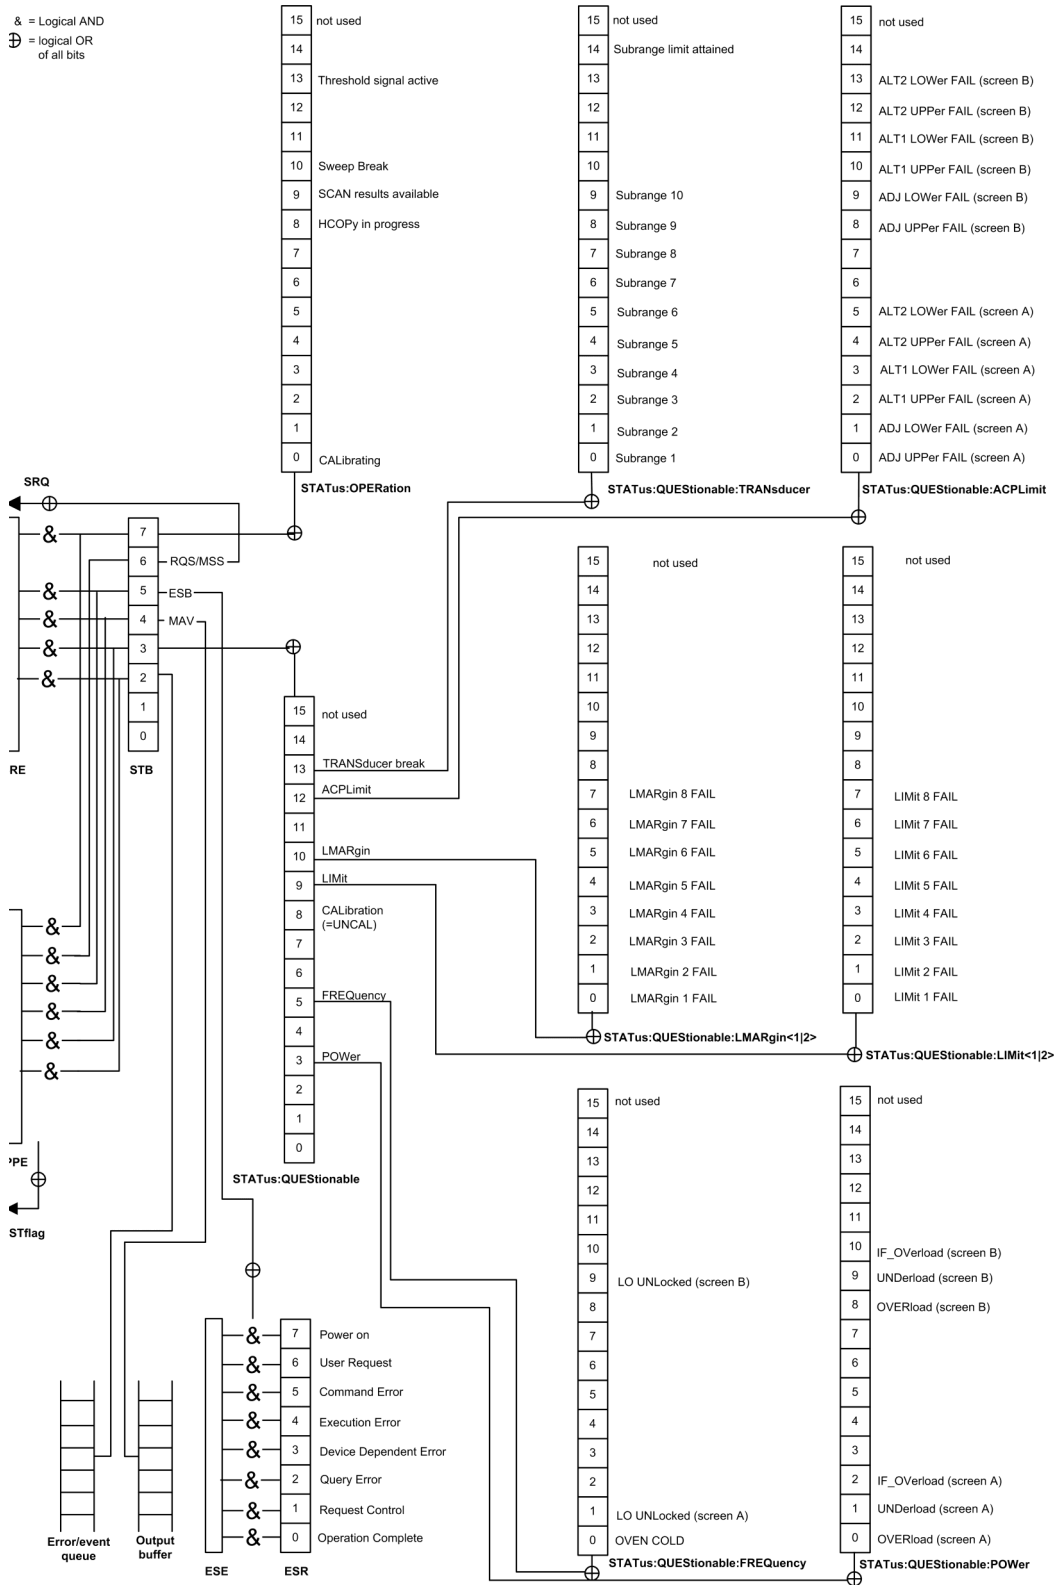 & = Logical AND
⊕ = logical OR
of all bits
15 not used
14
13 Threshold signal active
12
11
10 Sweep Break
9 SCAN results available
8 HCOPy in progress
7
6
5
4
3
2
1
0 CALibrating
STATus:OPERation
15 not used
14 Subrange limit attained
13
12
11
10
9 Subrange 10
8 Subrange 9
7 Subrange 8
6 Subrange 7
5 Subrange 6
4 Subrange 5
3 Subrange 4
2 Subrange 3
1 Subrange 2
0 Subrange 1
STATus:QUEStionable:TRANsducer
15 not used
14
13 ALT2 LOWer FAIL (screen B)
12 ALT2 UPPer FAIL (screen B)
11 ALT1 LOWer FAIL (screen B)
10 ALT1 UPPer FAIL (screen B)
9 ADJ LOWer FAIL (screen B)
8 ADJ UPPer FAIL (screen B)
7
6
5 ALT2 LOWer FAIL (screen A)
4 ALT2 UPPer FAIL (screen A)
3 ALT1 LOWer FAIL (screen A)
2 ALT1 UPPer FAIL (screen A)
1 ADJ LOWer FAIL (screen A)
0 ADJ UPPer FAIL (screen A)
STATus:QUEStionable:ACPLimit
SRQ
& 7
6 RQS/MSS
& 5 ESB
& 4 MAV
& 3
& 2
1
0
RE
STB
15 not used
14
13 TRANSducer break
12 ACPLimit
11
10 LMARgin
9 LIMit
8 CALibration
(=UNCAL)
7
6
5 FREQuency
4
3 POWer
2
1
0
STATus:QUEStionable
15 not used
14
13
12
11
10
9
8
7 LMARgin 8 FAIL
6 LMARgin 7 FAIL
5 LMARgin 6 FAIL
4 LMARgin 5 FAIL
3 LMARgin 4 FAIL
2 LMARgin 3 FAIL
1 LMARgin 2 FAIL
0 LMARgin 1 FAIL
STATus:QUEStionable:LMARgin<1|2>
15 not used
14
13
12
11
10
9
8
7 LIMit 8 FAIL
6 LIMit 7 FAIL
5 LIMit 6 FAIL
4 LIMit 5 FAIL
3 LIMit 4 FAIL
2 LIMit 3 FAIL
1 LIMit 2 FAIL
0 LIMit 1 FAIL
STATus:QUEStionable:LIMit<1|2>
&
&
&
&
&
&
PPE
STflag
15 not used
14
13
12
11
10
9 LO UNLocked (screen B)
8
7
6
5
4
3
2
1 LO UNLocked (screen A)
0 OVEN COLD
STATus:QUEStionable:FREQuency
15 not used
14
13
12
11
10 IF_OVerload (screen B)
9 UNDerload (screen B)
8 OVERload (screen B)
7
6
5
4
3
2 IF_OVerload (screen A)
1 UNDerload (screen A)
0 OVERload (screen A)
STATus:QUEStionable:POWer
& 7 Power on
& 6 User Request
& 5 Command Error
& 4 Execution Error
& 3 Device Dependent Error
& 2 Query Error
& 1 Request Control
& 0 Operation Complete
ESE
ESR
Error/event
queue
Output
buffer